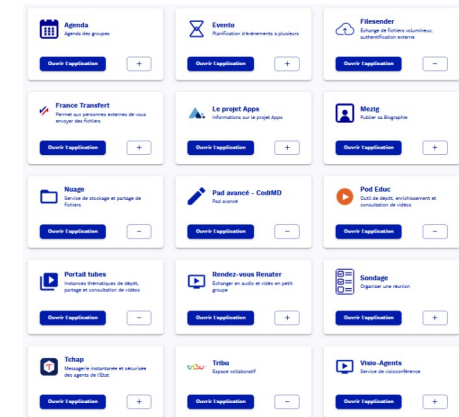 Agenda
Agenda des groupes
Ouvrir l'application
+
Evento
Planification d'évènements a plusieurs
Ouvrir l'application
+
Filesender
Echange de fichiers volumineux,
authentification externe
Ouvrir l'application
−
France Transfert
Permet aux personnes externes de vous
envoyer des fichiers
Ouvrir l'application
+
Le projet Apps
Informations sur le projet Apps
Ouvrir l'application
+
Mezig
Publier sa Biographie
Ouvrir l'application
+
Nuage
Service de stockage et partage de
fichiers
Ouvrir l'application
−
Pad avancé - CodiMD
Pad avancé
Ouvrir l'application
−
Pod Educ
Outil de dépôt, enrichissement et
consultation de vidéos
Ouvrir l'application
−
Portail tubes
Instances thématiques de dépôt,
partage et consultation de vidéos
Ouvrir l'application
−
Rendez-vous Renater
Echanger en audio et vidéo en petit
groupe
Ouvrir l'application
+
Sondage
Organiser une réunion
Ouvrir l'application
+
Tchap
Messagerie instantanée et sécurisée
des agents de l'Etat
Ouvrir l'application
+
tribu
Tribu
Espace collaboratif
Ouvrir l'application
−
Visio-Agents
Service de visioconférence
Ouvrir l'application
+